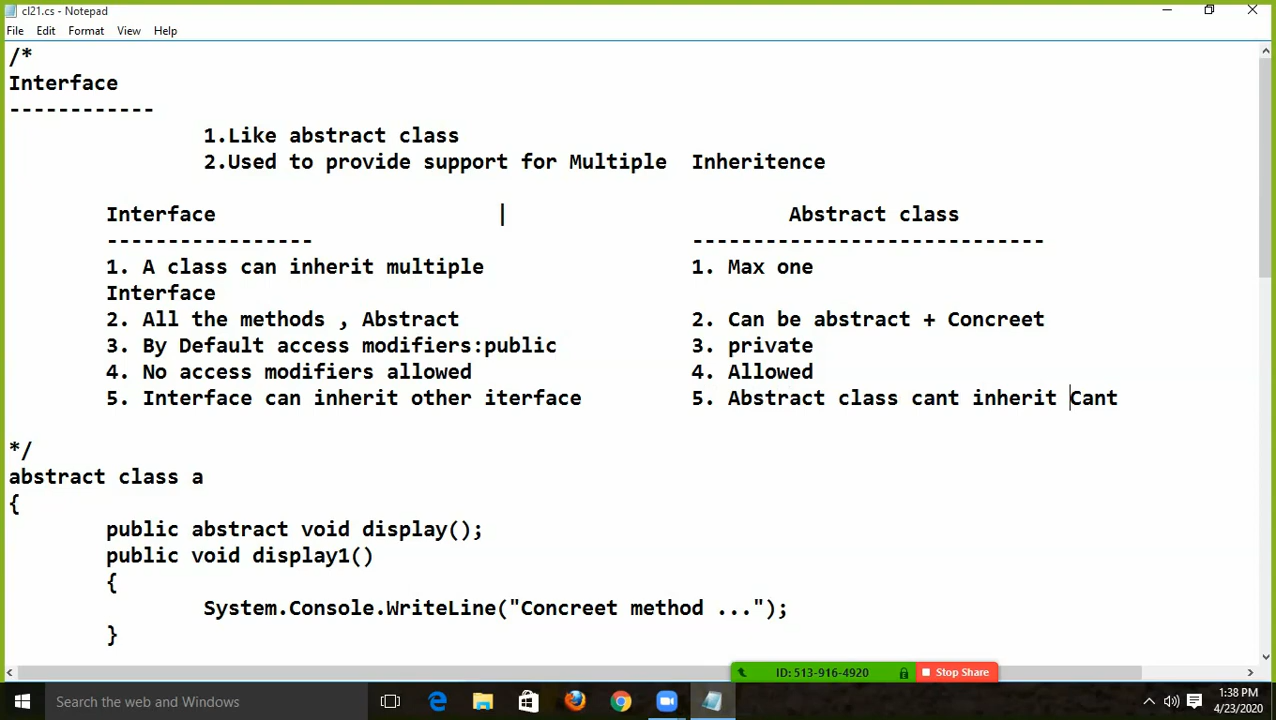 cl21.cs - Notepad
File Edit Format View Help
/*
Interface
------------
1.Like abstract class
2.Used to provide support for Multiple Inheritence
Interface | Abstract class
----------------- -----------------------------
1. A class can inherit multiple 1. Max one
Interface
2. All the methods , Abstract 2. Can be abstract + Concreet
3. By Default access modifiers:public 3. private
4. No access modifiers allowed 4. Allowed
5. Interface can inherit other iterface 5. Abstract class cant inherit Cant
*/
abstract class a
{
public abstract void display();
public void display1()
{
System.Console.WriteLine("Concreet method ...");
}
ID: 513-916-4920 Stop Share
Search the web and Windows
1:38 PM
4/23/2020